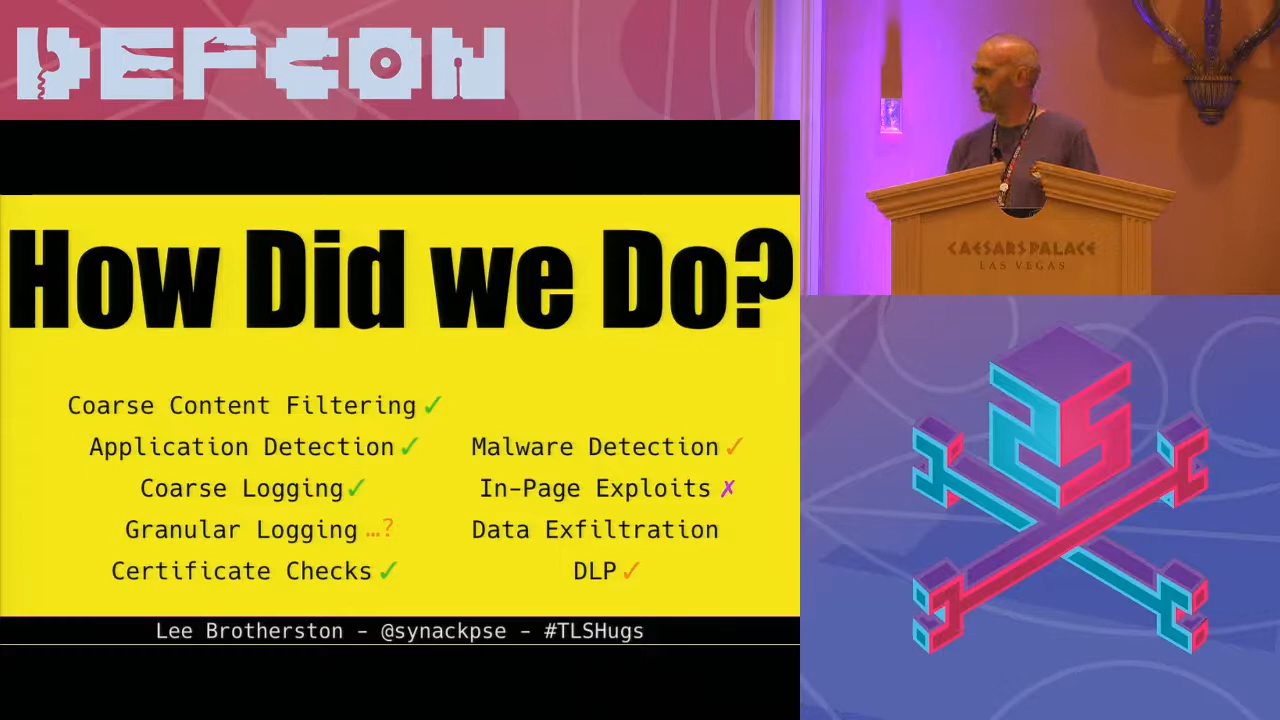 DEFCON
CAESARS PALACE
LAS VEGAS
How Did we Do?
Coarse Content Filtering ✓
Application Detection ✓
Coarse Logging ✓
Granular Logging …?
Certificate Checks ✓
Malware Detection ✓
In-Page Exploits ✗
Data Exfiltration
DLP ✓
Lee Brotherston - @synackpse - #TLSHugs
25